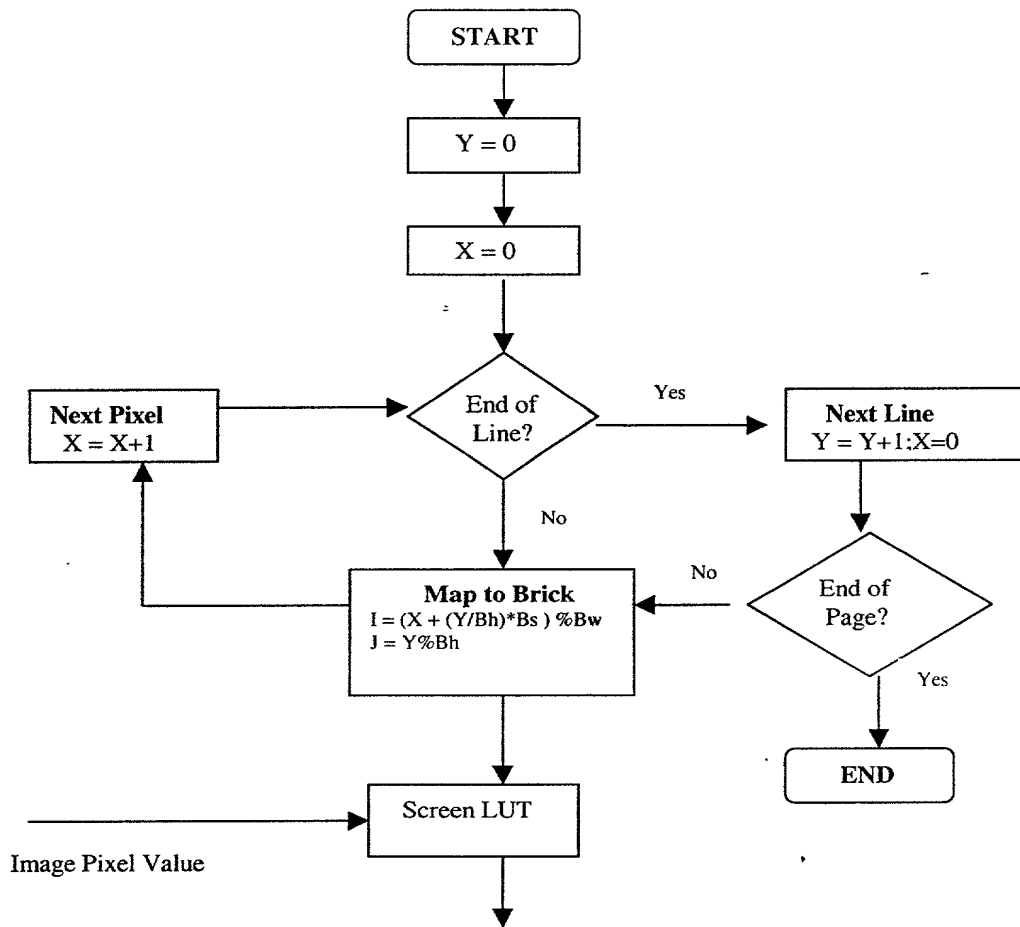 START
Y = 0
X = 0
End of
Line?
Yes
Next Pixel
X = X+1
Next Line
Y = Y+1;X=0
No
Map to Brick
I = (X + (Y/Bh)*Bs ) %Bw
J = Y%Bh
No
End of
Page?
Yes
END
Screen LUT
Image Pixel Value